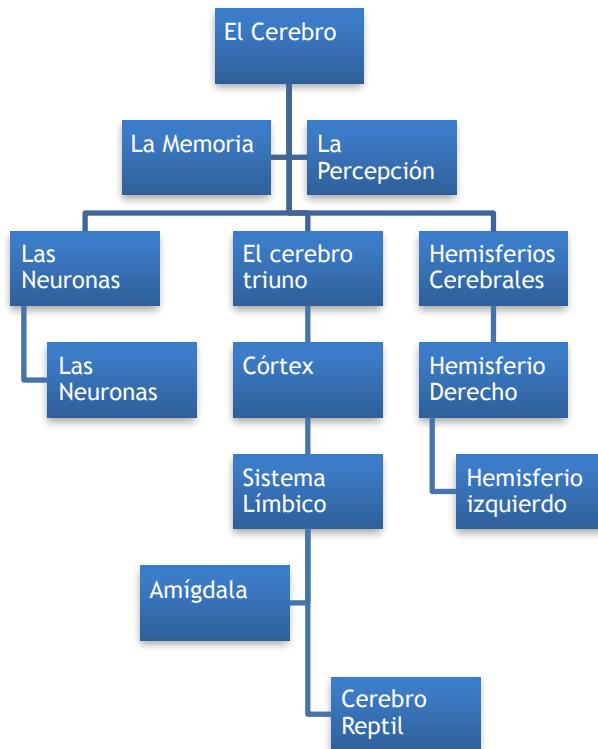 El Cerebro
La Memoria
La
Percepción
Las
Neuronas
El cerebro
triuno
Hemisferios
Cerebrales
Las
Neuronas
Córtex
Hemisferio
Derecho
Sistema
Límbico
Hemisferio
izquierdo
Amígdala
Cerebro
Reptil